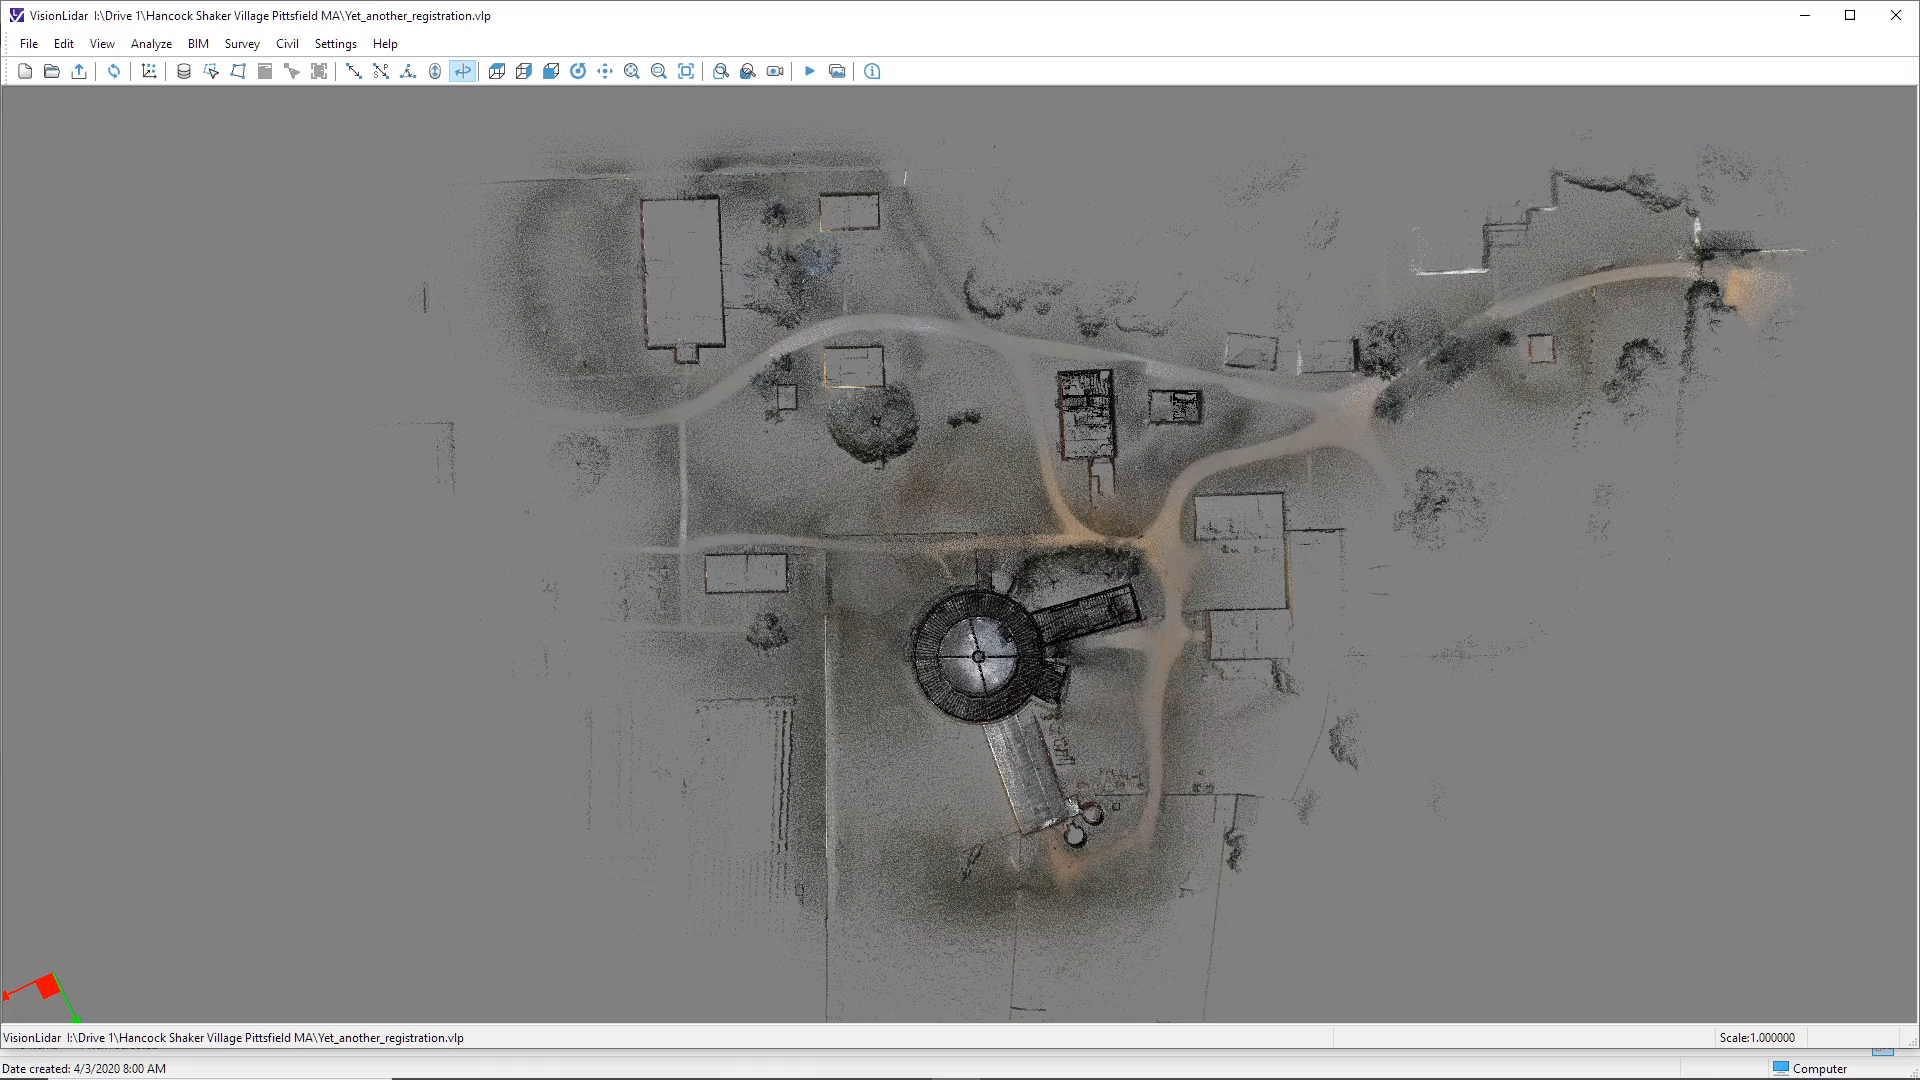 VisionLidar I:\Drive 1\Hancock Shaker Village Pittsfield MA\Yet_another_registration.vlp
File Edit View Analyze BIM Survey Civil Settings Help
VisionLidar I:\Drive 1\Hancock Shaker Village Pittsfield MA\Yet_another_registration.vlp Scale:1.000000
Date created: 4/3/2020 8:00 AM Computer